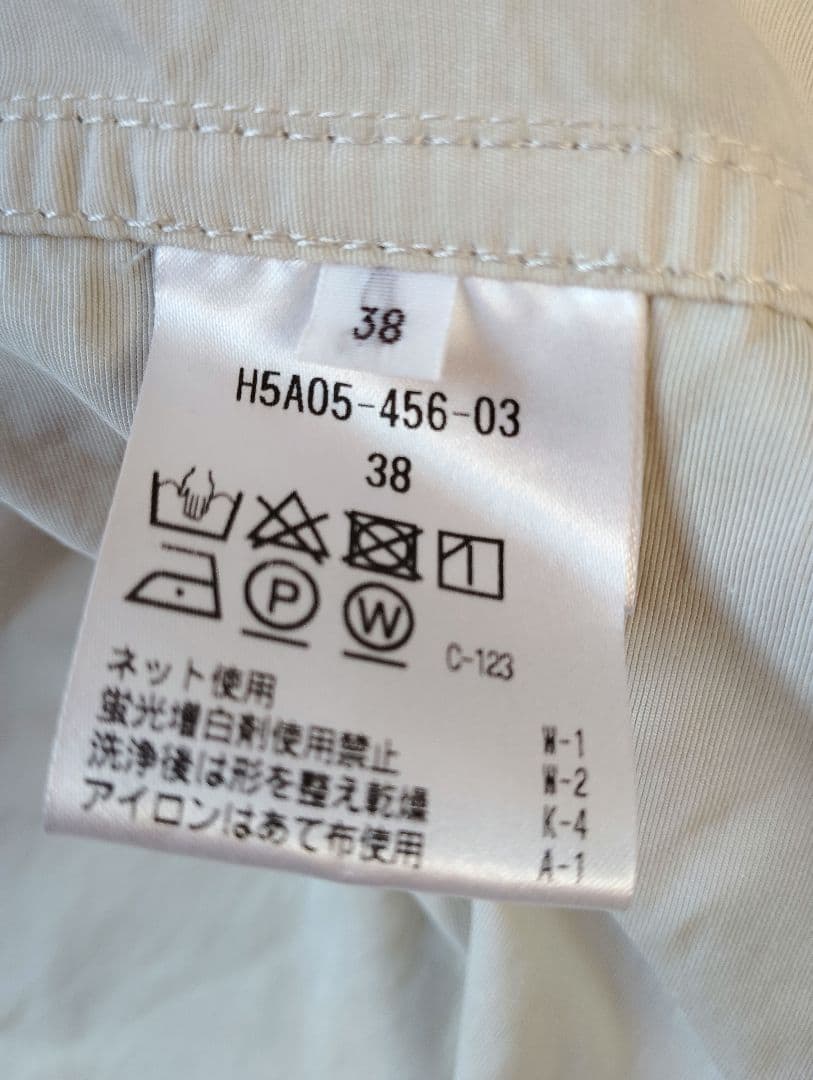 38
H5A05-456-03
38
P
W
C-123
ネット使用
蛍光増白剤使用禁止
洗浄後は形を整え乾燥
アイロンはあて布使用
W-1
W-2
K-4
A-1